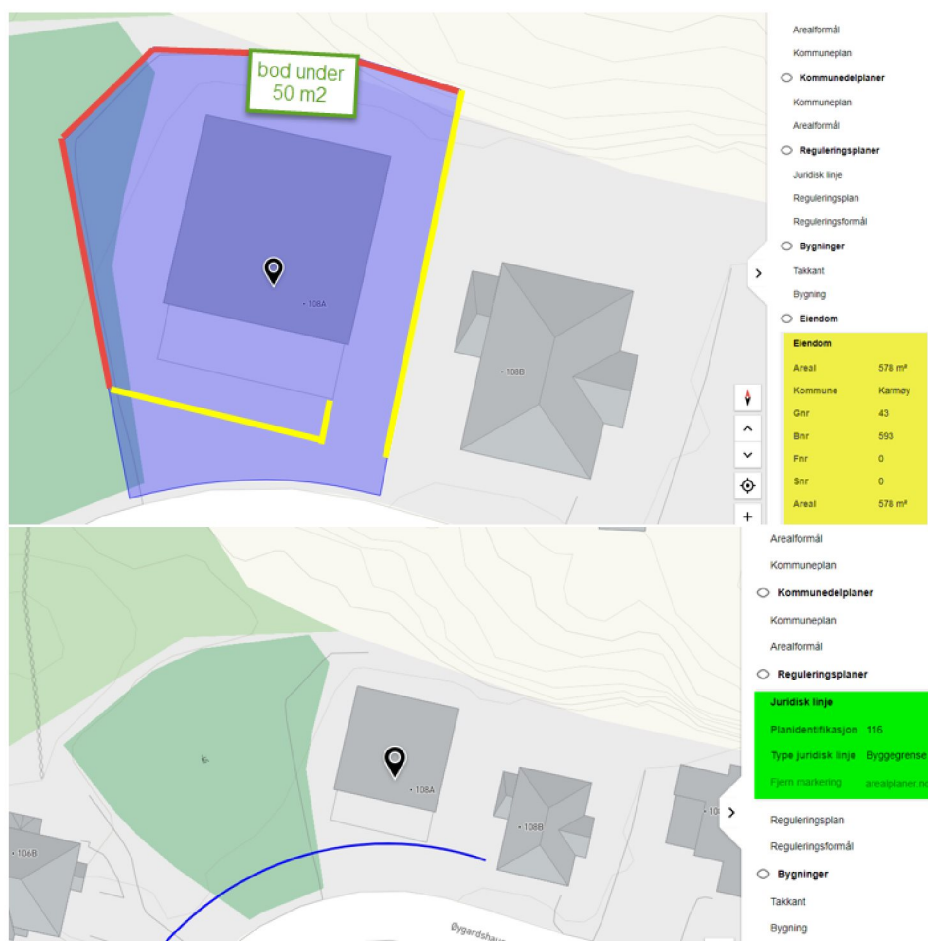 bod under
50 m2
108A
108B
Arealformål
Kommuneplan
Kommunedelplaner
Kommuneplan
Arealformål
Reguleringsplaner
Juridisk linje
Reguleringsplan
Reguleringsformål
Bygninger
Takkant
Bygning
Eiendom
Eiendom
Areal 578 m²
Kommune Karmøy
Gnr 43
Bnr 593
Fnr 0
Snr 0
Areal 578 m²
108A
108B
106B
10
Øygardshau
Arealformål
Kommuneplan
Kommunedelplaner
Kommuneplan
Arealformål
Reguleringsplaner
Juridisk linje
Planidentifikasjon 116
Type juridisk linje Byggegrense
Fjern markering arealplaner.no
Reguleringsplan
Reguleringsformål
Bygninger
Takkant
Bygning